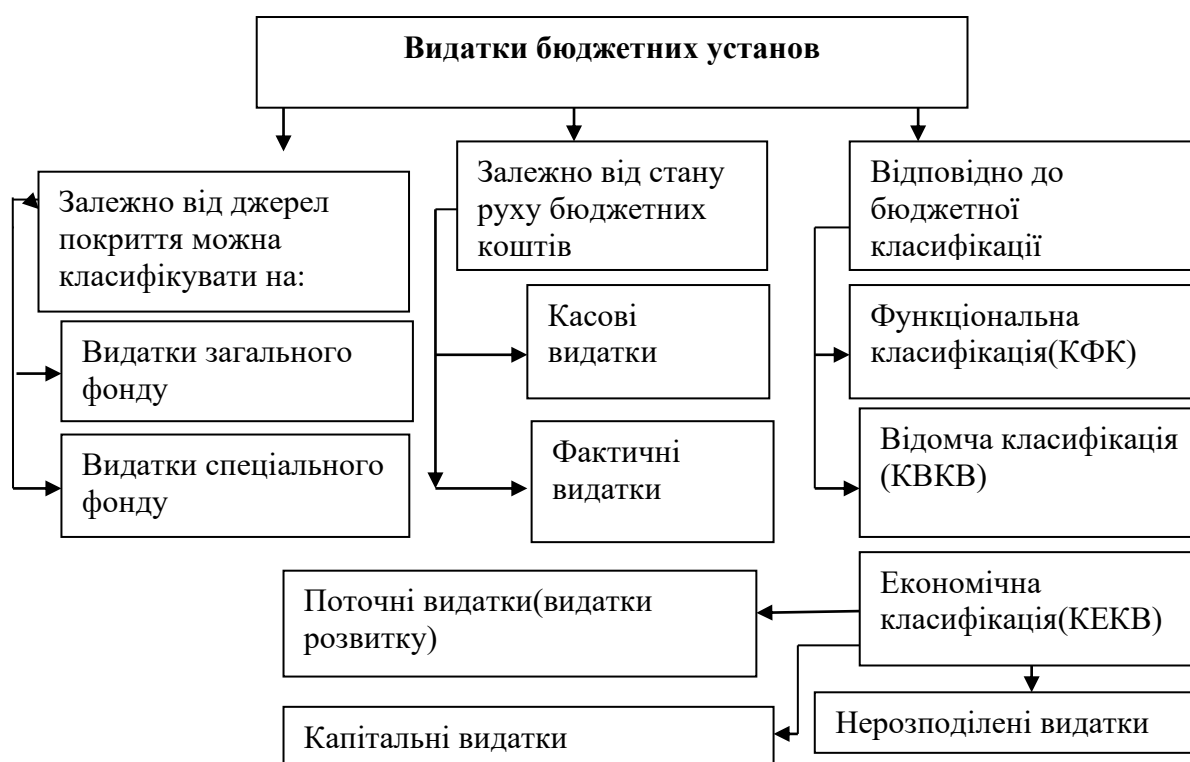 Видатки бюджетних установ
Залежно від джерел
покриття можна
класифікувати на:
Видатки загального
фонду
Видатки спеціального
фонду
Залежно від стану
руху бюджетних
коштів
Касові
видатки
Фактичні
видатки
Відповідно до
бюджетної
класифікації
Функціональна
класифікація(КФК)
Відомча класифікація
(КВКВ)
Економічна
класифікація(КЕКВ)
Поточні видатки(видатки
розвитку)
Капітальні видатки
Нерозподілені видатки